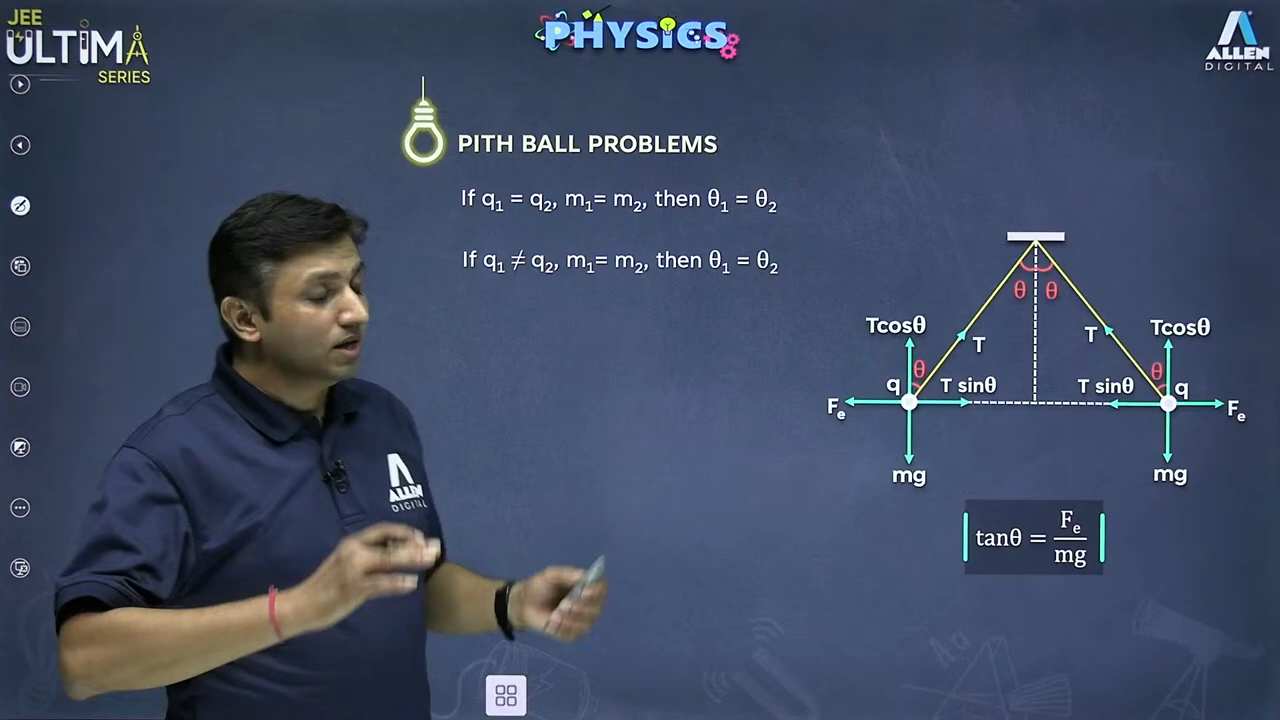 JEE
ULTIMA
SERIES
PHYSICS
ALLEN
DIGITAL
PITH BALL PROBLEMS
If q₁ = q₂, m₁= m₂, then θ₁ = θ₂
If q₁ ≠ q₂, m₁= m₂, then θ₁ = θ₂
θ θ
Tcosθ Tcosθ
T T
θ θ
q T sinθ T sinθ q
Fₑ Fₑ
mg mg
tanθ = Fₑ/mg
ALLEN
DIGITAL
Au